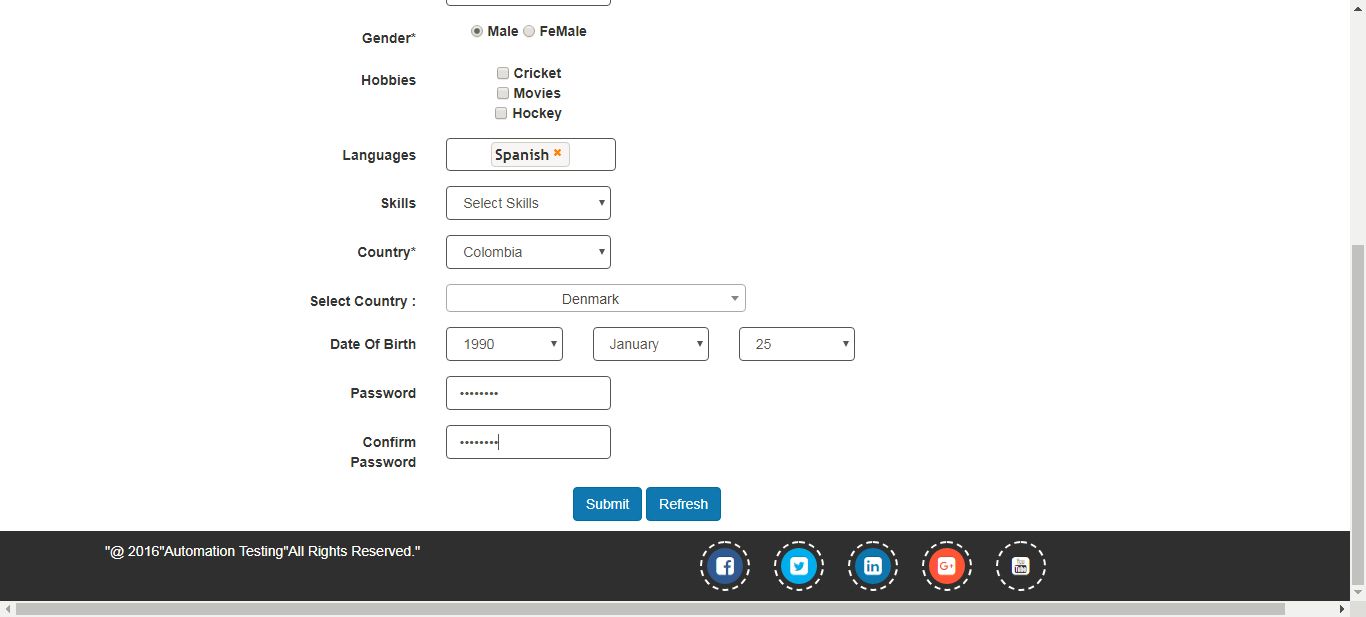 Gender* Male FeMale
Hobbies Cricket
Movies
Hockey
Languages Spanish ✖
Skills Select Skills
Country* Colombia
Select Country : Denmark
Date Of Birth 1990 January 25
Password ••••••••
Confirm Password ••••••••
Submit Refresh
"@ 2016"Automation Testing"All Rights Reserved."
f in G+ You Tube